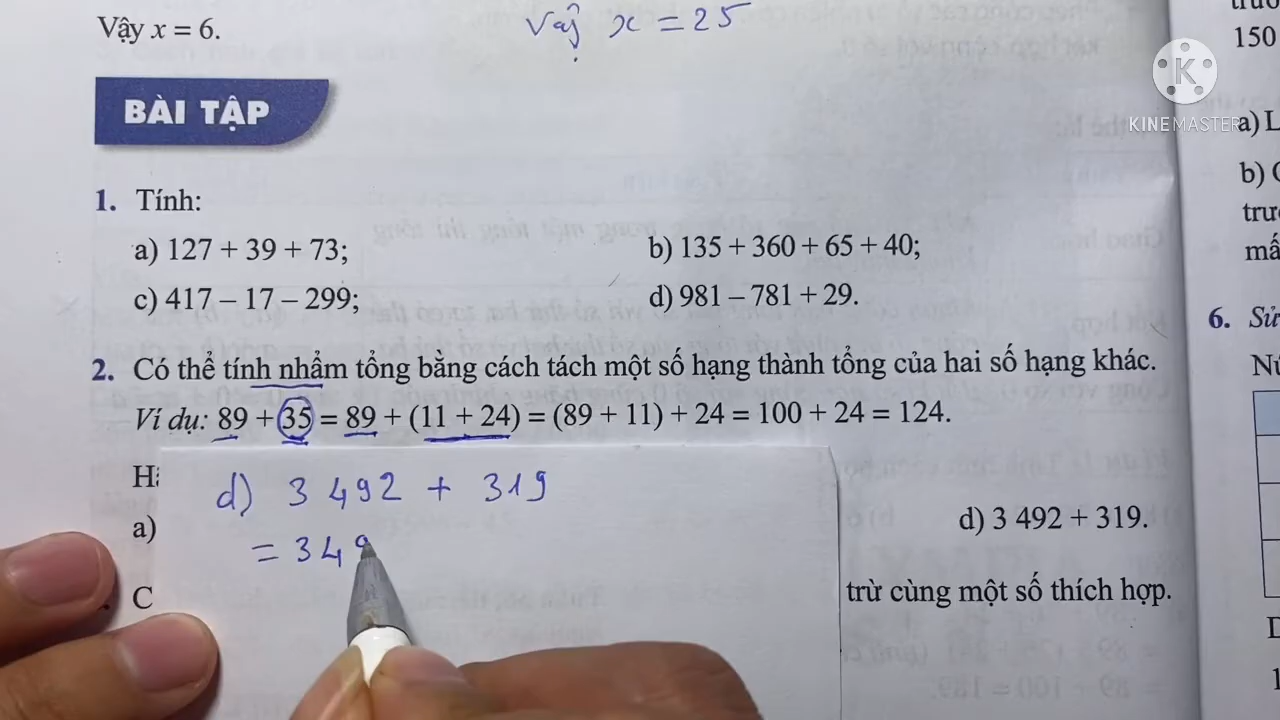 Vậy x = 6.
Vậy x = 25
BÀI TẬP
1. Tính:
a) 127 + 39 + 73;
b) 135 + 360 + 65 + 40;
c) 417 – 17 – 299;
d) 981 – 781 + 29.
2. Có thể tính nhẩm tổng bằng cách tách một số hạng thành tổng của hai số hạng khác.
Ví dụ: 89 + 35 = 89 + (11 + 24) = (89 + 11) + 24 = 100 + 24 = 124.
a)
d) 3 492 + 319.
C
trừ cùng một số thích hợp.
d) 3 492 + 319
= 3 49
K
KINEMASTER
150
a) L
b)
trư
mấ
6. Sử